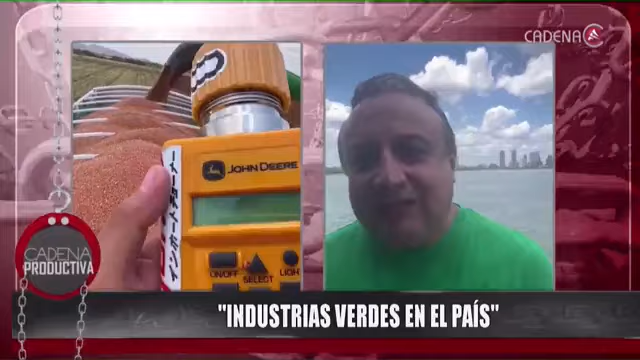 CADENA
JOHN DEERE
ON/OFF
SELECT
CADENA
PRODUCTIVA
"INDUSTRIAS VERDES EN EL PAÍS"